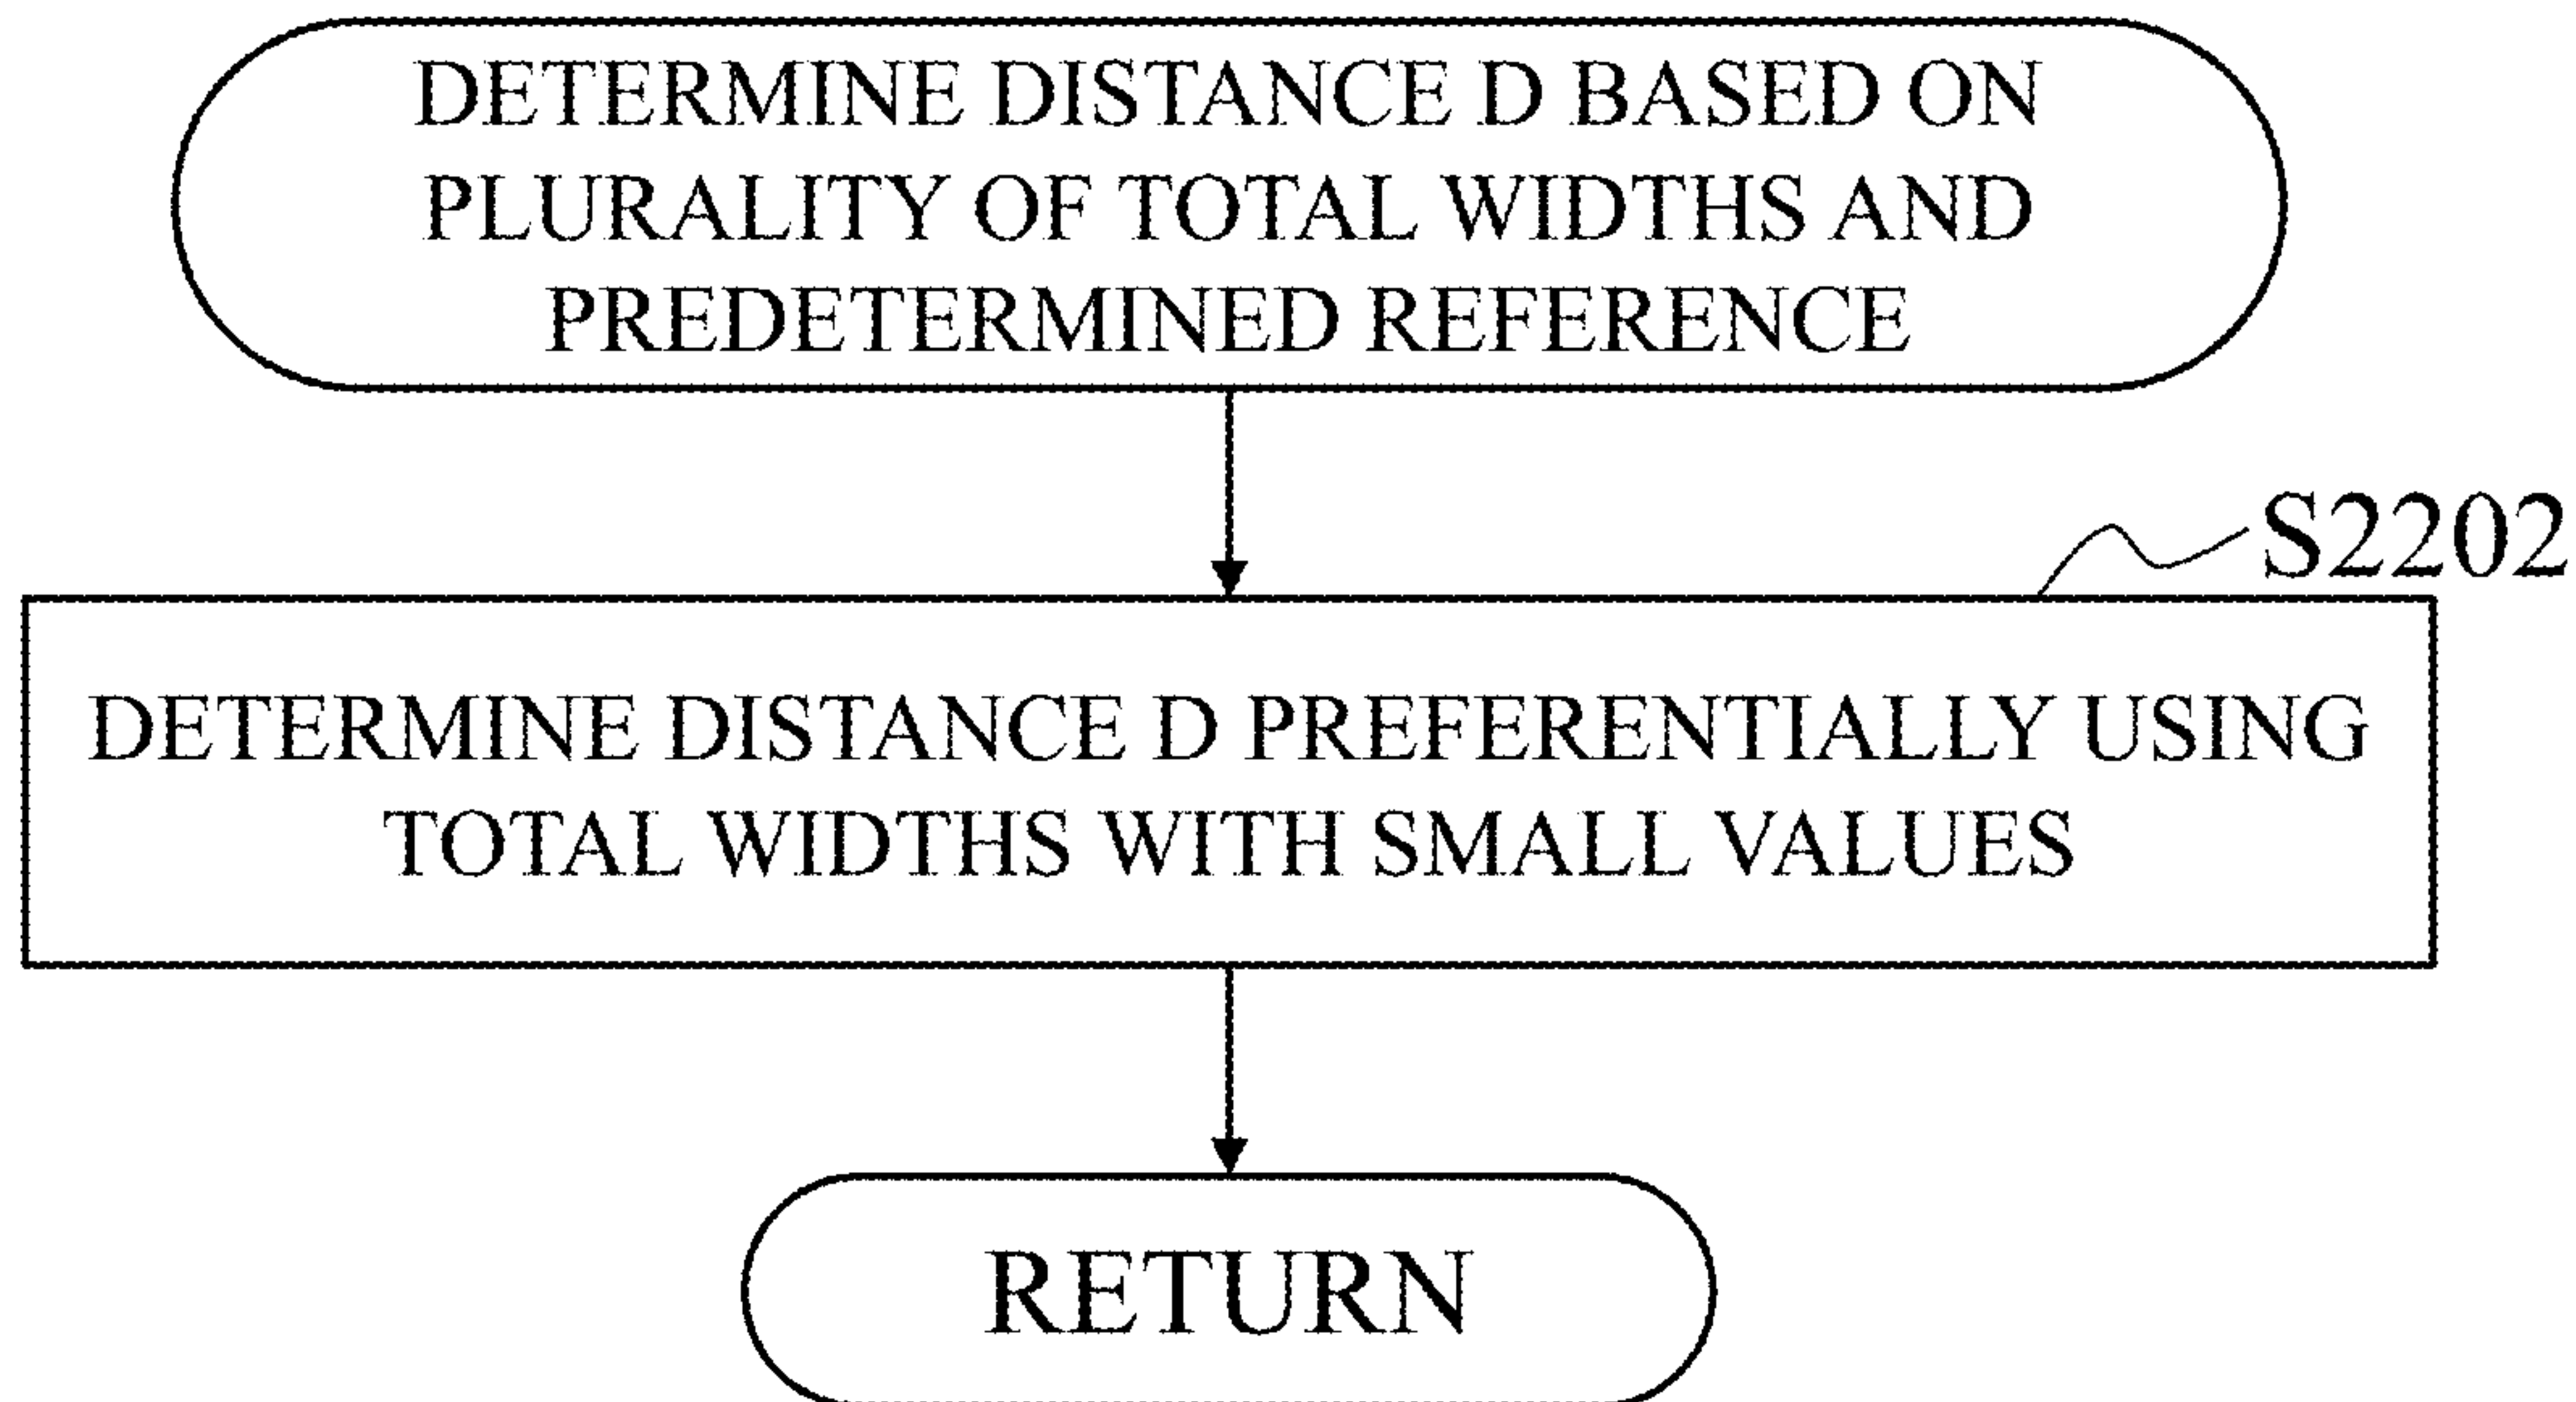 DETERMINE DISTANCE D BASED ON
PLURALITY OF TOTAL WIDTHS AND
PREDETERMINED REFERENCE
S2202
DETERMINE DISTANCE D PREFERENTIALLY USING
TOTAL WIDTHS WITH SMALL VALUES
RETURN